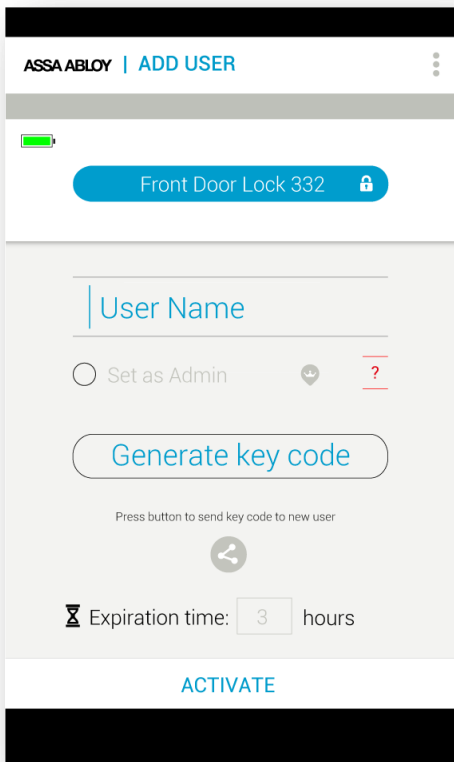 ASSA ABLOY | ADD USER
Front Door Lock 332
User Name
Set as Admin ?
Generate key code
Press button to send key code to new user
Expiration time: 3 hours
ACTIVATE